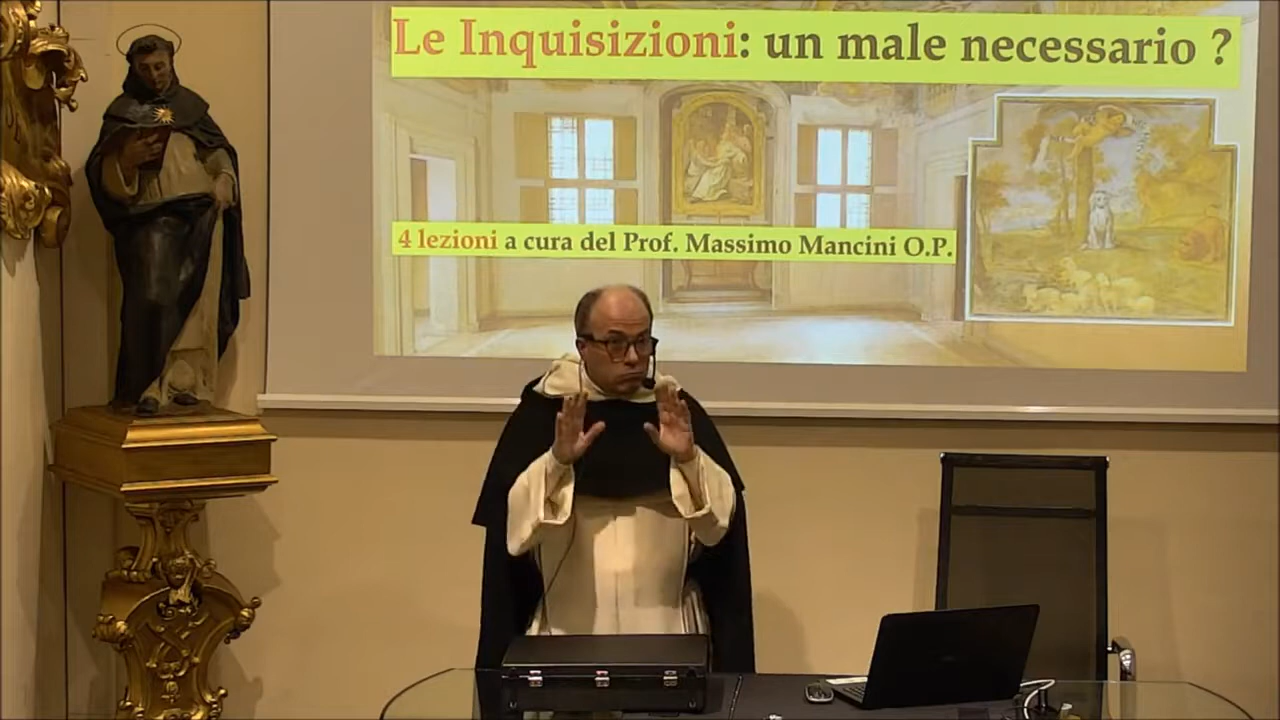 Le Inquisizioni: un male necessario ?
4 lezioni a cura del Prof. Massimo Mancini O.P.